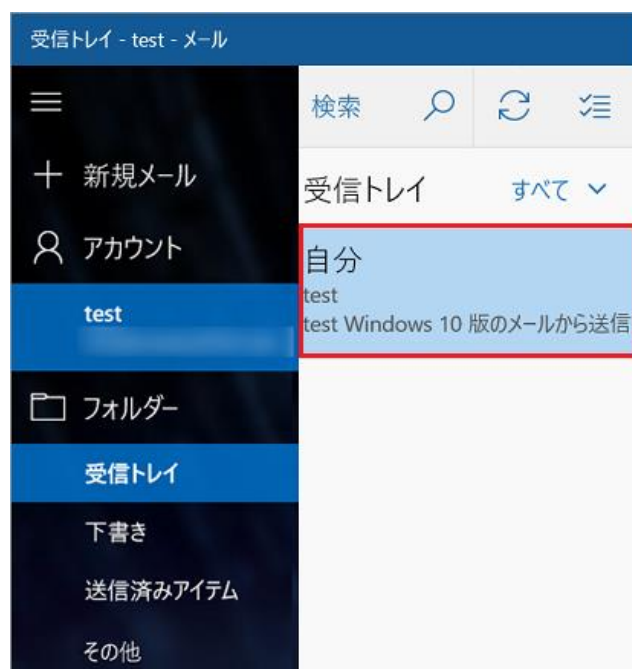 受信トレイ - test - メール
検索
新規メール
受信トレイ すべて
アカウント
自分
test
test
test Windows 10 版のメールから送信
フォルダー
受信トレイ
下書き
送信済みアイテム
その他